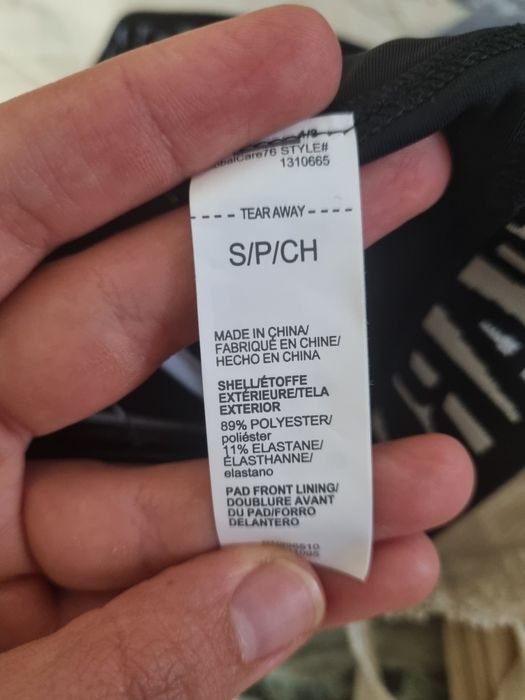 STYLE#
1310665
---- TEAR AWAY ----
S/P/CH
MADE IN CHINA/
FABRIQUÉ EN CHINE/
HECHO EN CHINA
SHELL/ÉTOFFE
EXTÉRIEURE/TELA
EXTERIOR
89% POLYESTER/
poliéster
11% ELASTANE/
ÉLASTHANNE/
elastano
PAD FRONT LINING/
DOUBLURE AVANT
DU PAD/FORRO
DELANTERO